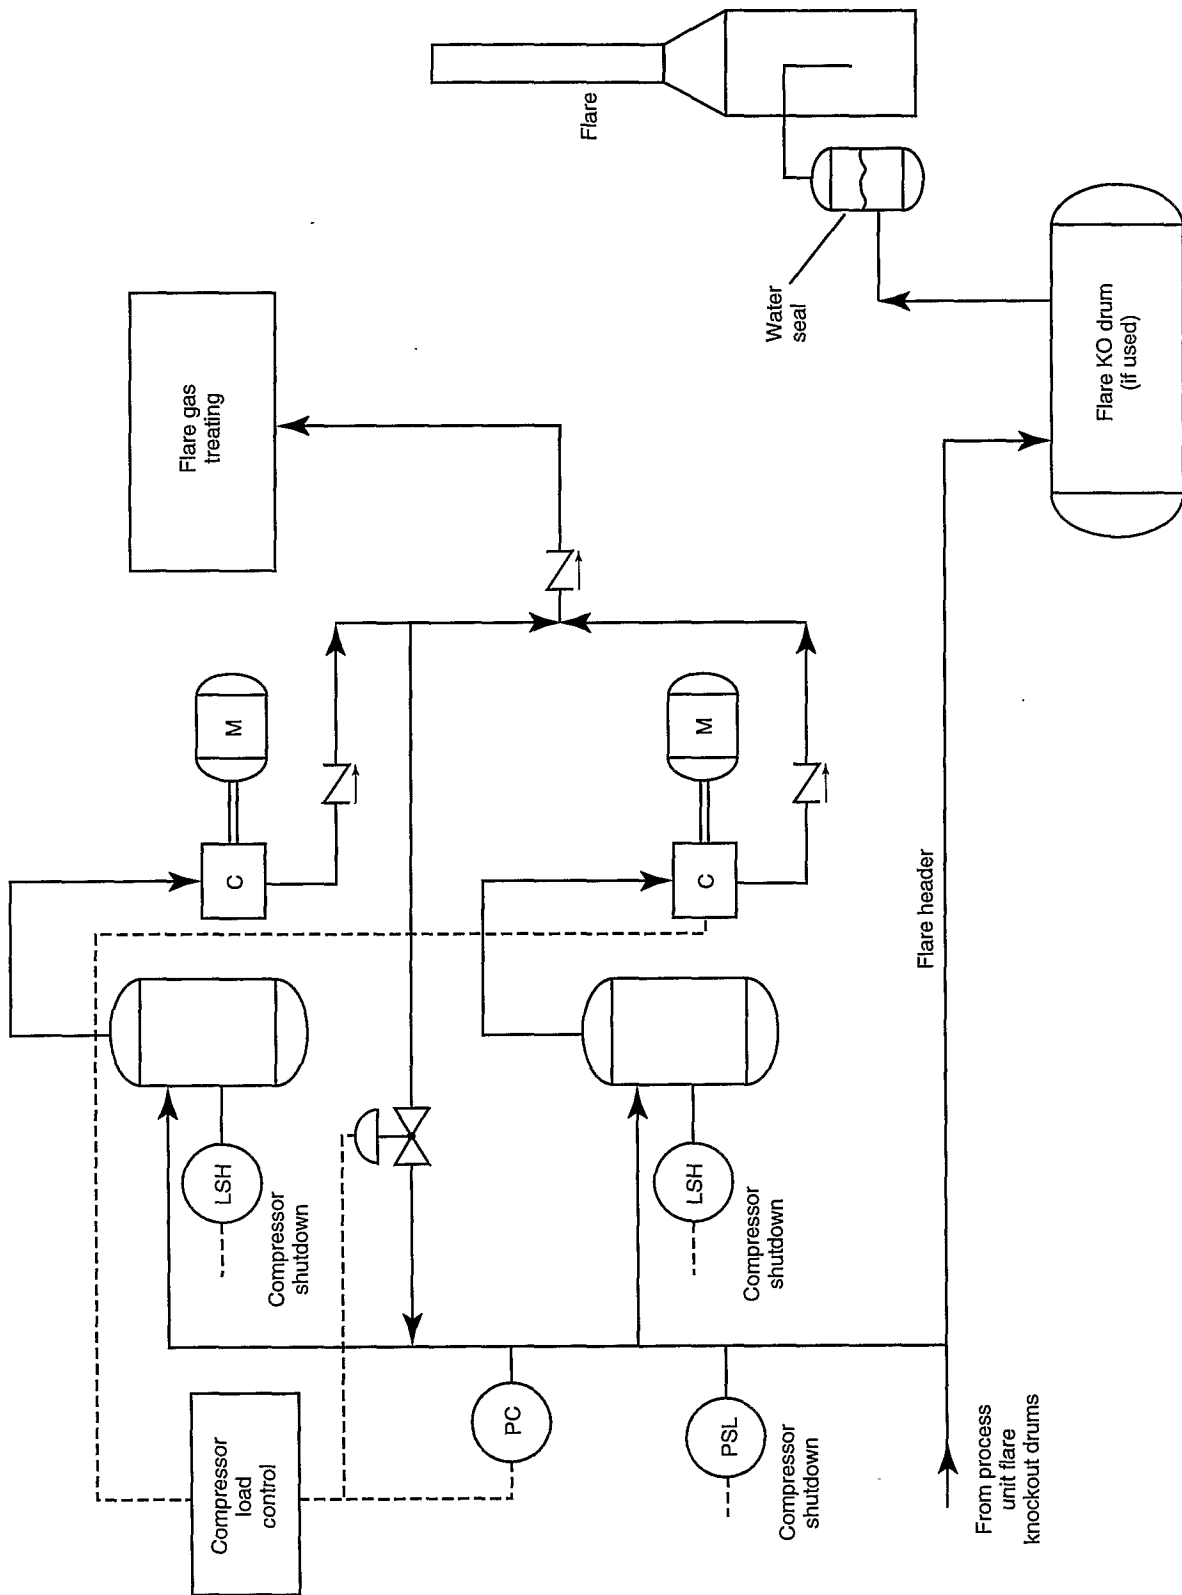 Compressor
load
control
Flare gas
treating
Flare
LSH
Compressor
shutdown
C
M
PC
Water
seal
LSH
Compressor
shutdown
C
M
PSL
Compressor
shutdown
Flare header
From process
unit flare
knockout drums
Flare KO drum
(if used)